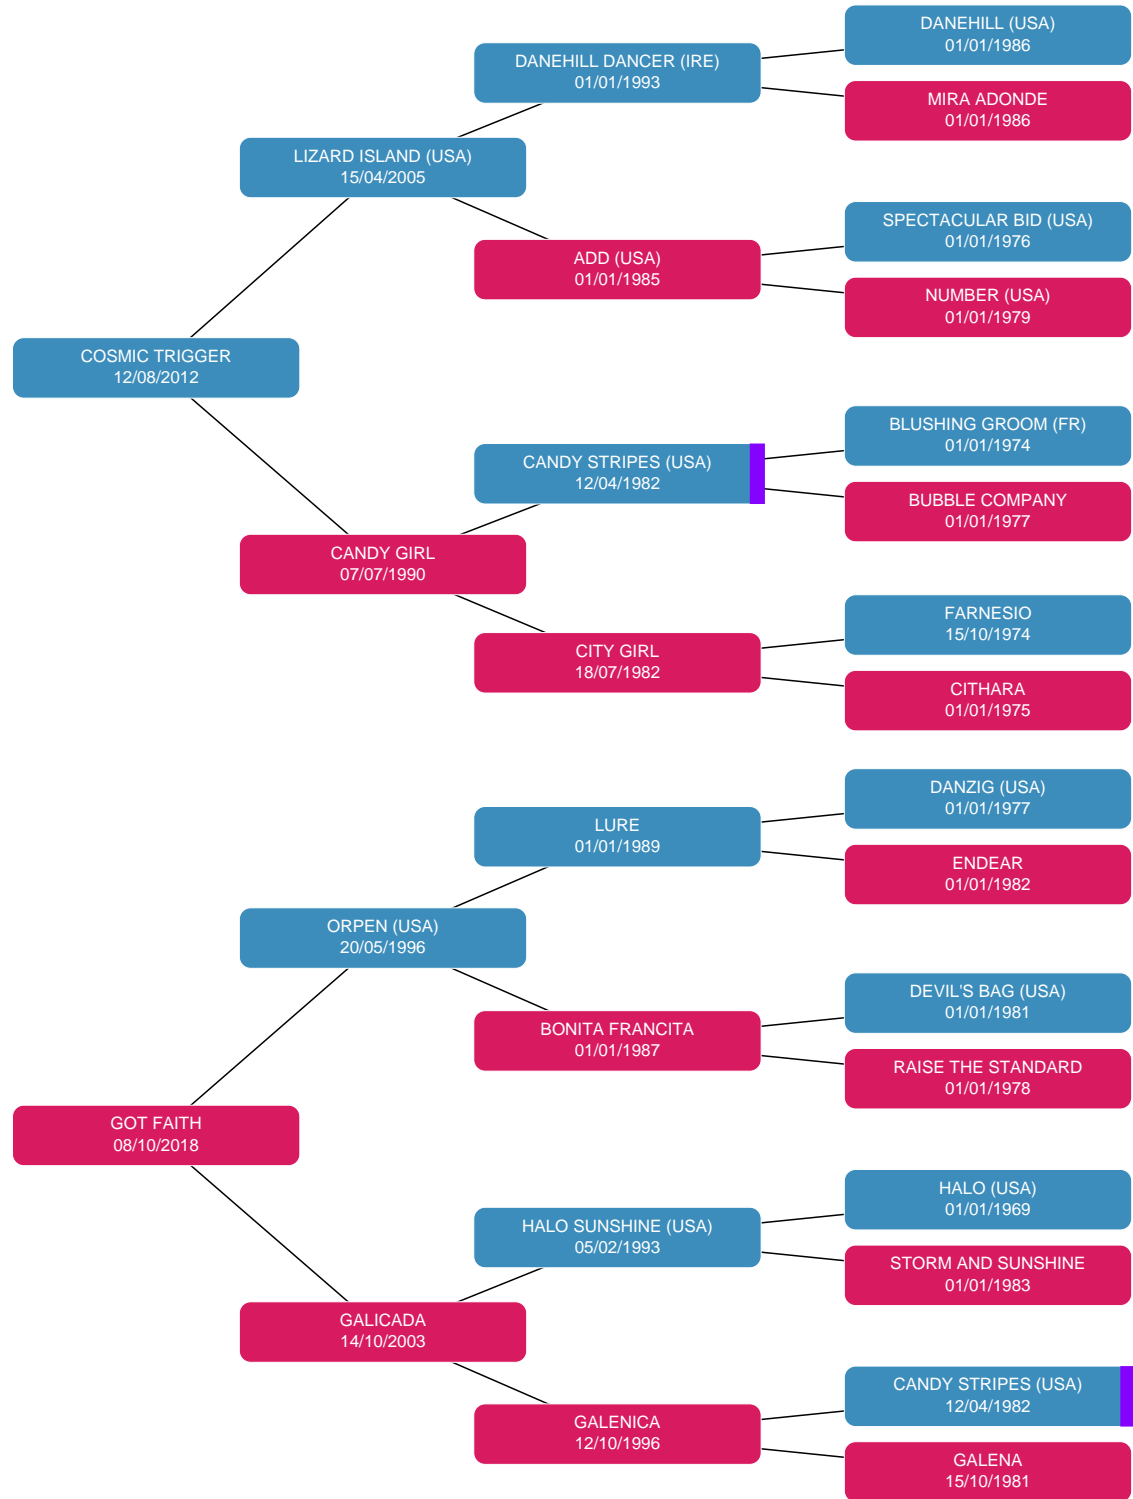 DANEHILL (USA)
01/01/1986
DANEHILL DANCER (IRE)
01/01/1993
MIRA ADONDE
01/01/1986
LIZARD ISLAND (USA)
15/04/2005
SPECTACULAR BID (USA)
01/01/1976
ADD (USA)
01/01/1985
NUMBER (USA)
01/01/1979
COSMIC TRIGGER
12/08/2012
BLUSHING GROOM (FR)
01/01/1974
CANDY STRIPES (USA)
12/04/1982
BUBBLE COMPANY
01/01/1977
CANDY GIRL
07/07/1990
FARNESIO
15/10/1974
CITY GIRL
18/07/1982
CITHARA
01/01/1975
DANZIG (USA)
01/01/1977
LURE
01/01/1989
ENDEAR
01/01/1982
ORPEN (USA)
20/05/1996
DEVIL'S BAG (USA)
01/01/1981
BONITA FRANCITA
01/01/1987
RAISE THE STANDARD
01/01/1978
GOT FAITH
08/10/2018
HALO (USA)
01/01/1969
HALO SUNSHINE (USA)
05/02/1993
STORM AND SUNSHINE
01/01/1983
GALICADA
14/10/2003
CANDY STRIPES (USA)
12/04/1982
GALENICA
12/10/1996
GALENA
15/10/1981